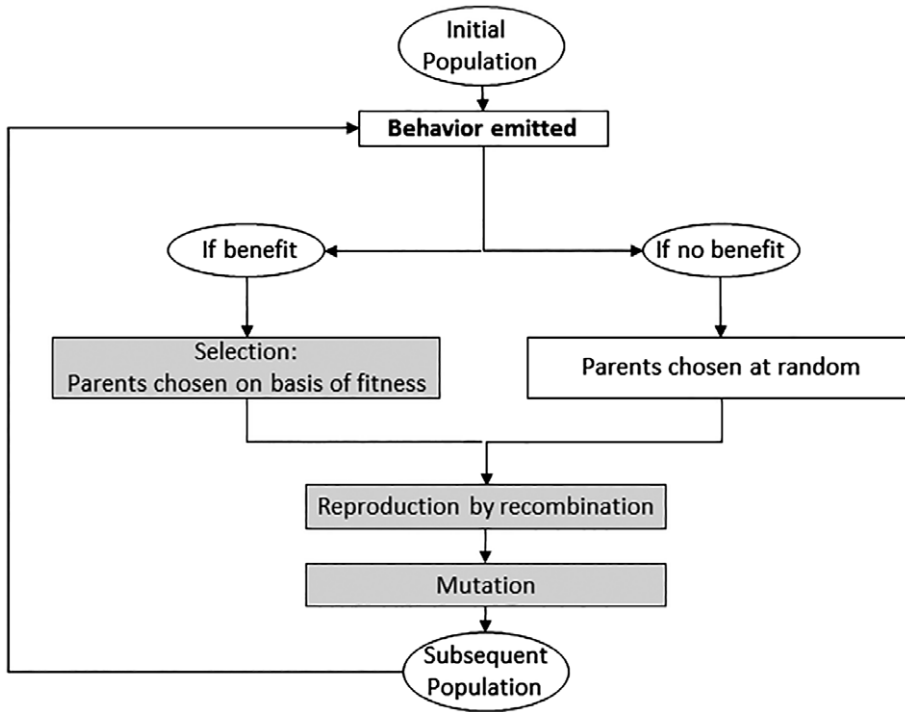 Initial
Population
Behavior emitted
If benefit
If no benefit
Selection:
Parents chosen on basis of fitness
Parents chosen at random
Reproduction by recombination
Mutation
Subsequent
Population